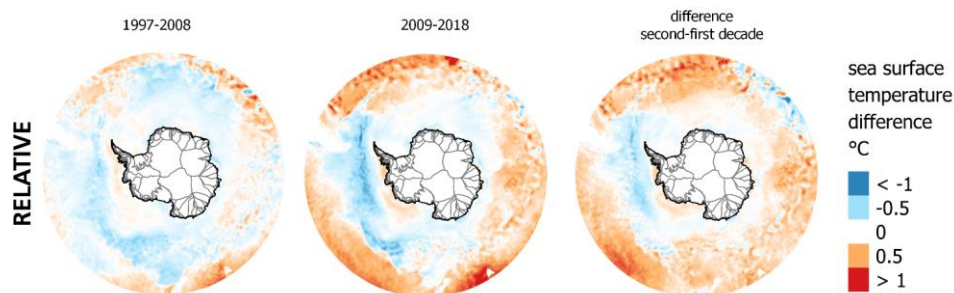 1997-2008
2009-2018
difference
second-first decade
RELATIVE
sea surface
temperature
difference
°C
< -1
-0.5
0
0.5
> 1